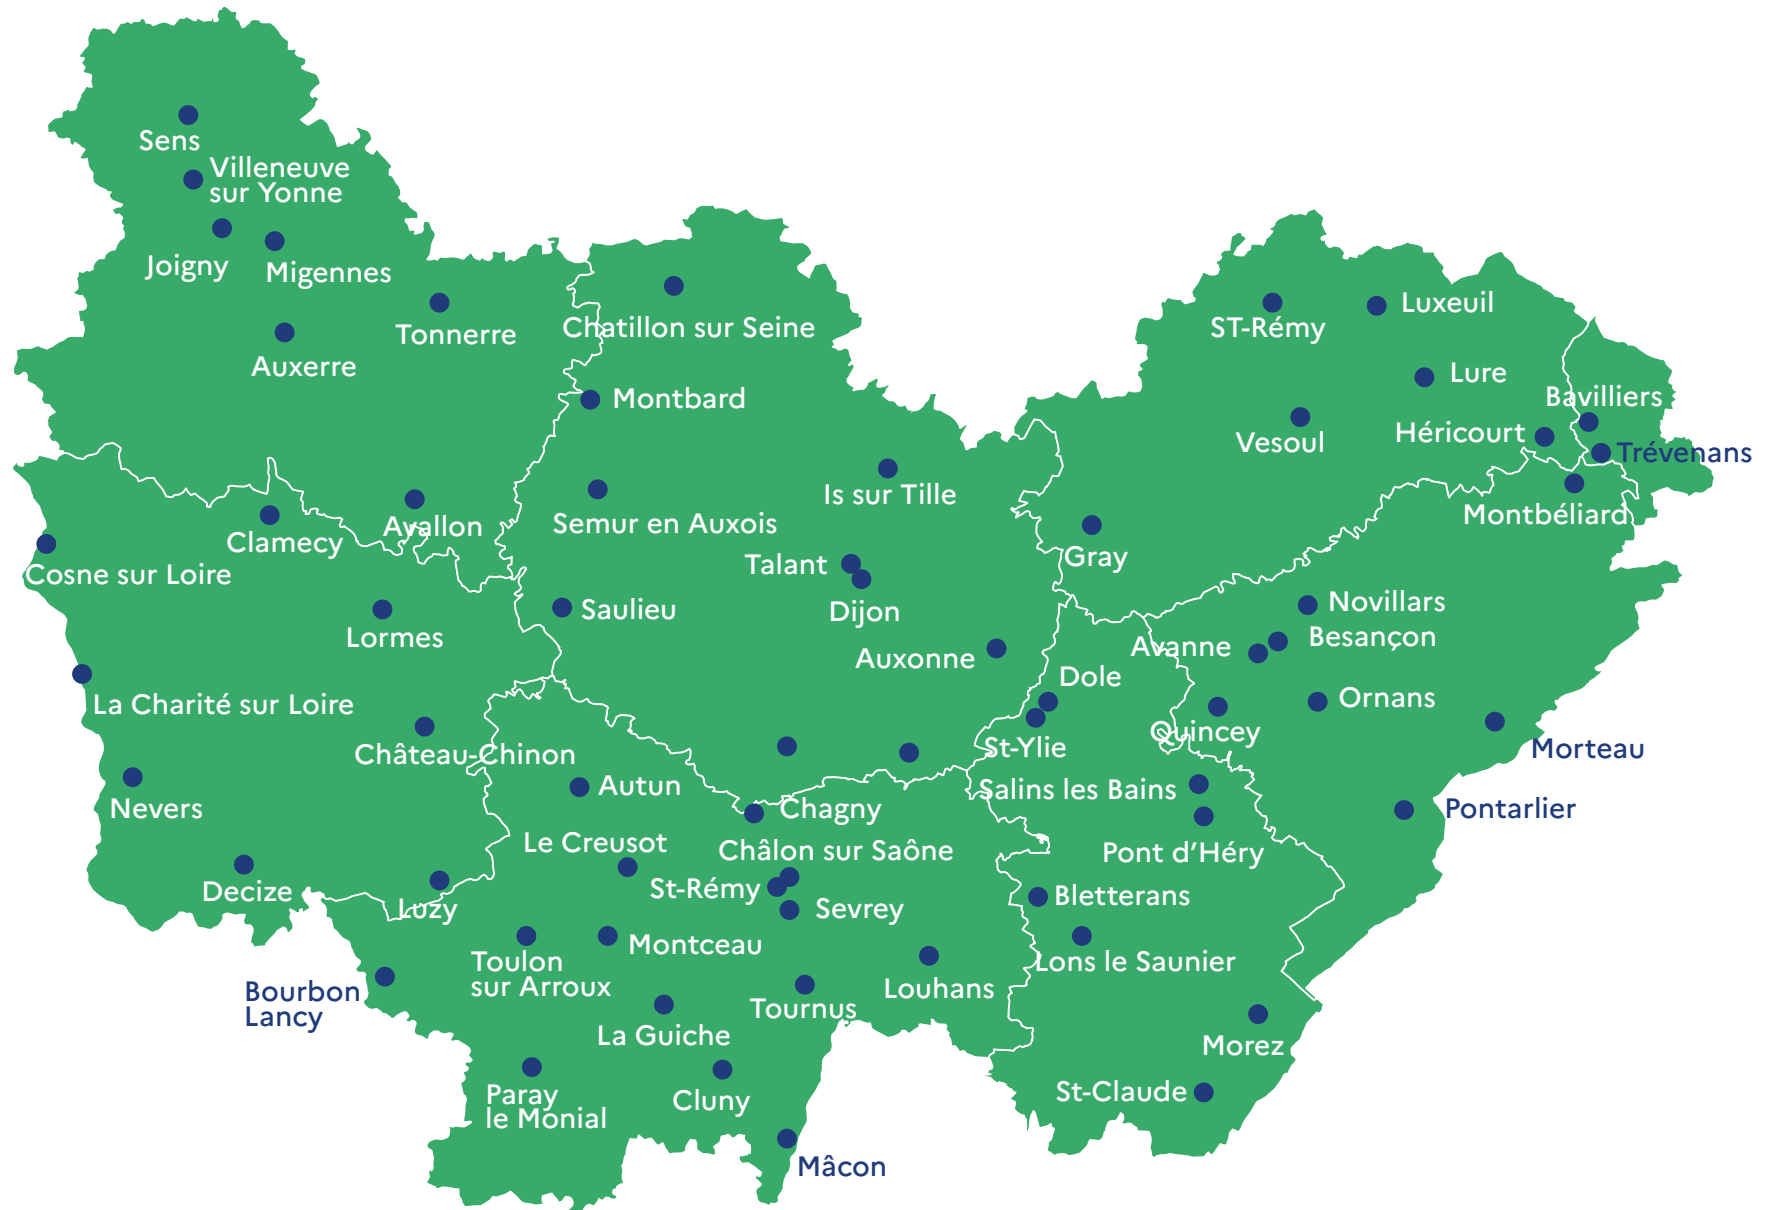 Sens
Villeneuve
sur Yonne
Joigny
Migennes
Tonnerre
Auxerre
Chatillon sur Seine
Montbard
ST-Rémy
Luxeuil
Lure
Bavilliers
Vesoul
Héricourt
Trévenans
Montbéliard
Is sur Tille
Semur en Auxois
Avallon
Clamecy
Cosne sur Loire
Gray
Talant
Dijon
Saulieu
Lormes
Novillars
Besançon
Avanne
Auxonne
Dole
La Charité sur Loire
Ornans
Quincey
St-Ylie
Morteau
Château-Chinon
Autun
Salins les Bains
Nevers
Chagny
Pontarlier
Le Creusot
Châlon sur Saône
Pont d’Héry
Decize
Luzy
St-Rémy
Sevrey
Bletterans
Montceau
Toulon
sur Arroux
Lons le Saunier
Louhans
Bourbon
Lancy
Tournus
La Guiche
Morez
Paray
le Monial
Cluny
St-Claude
Mâcon